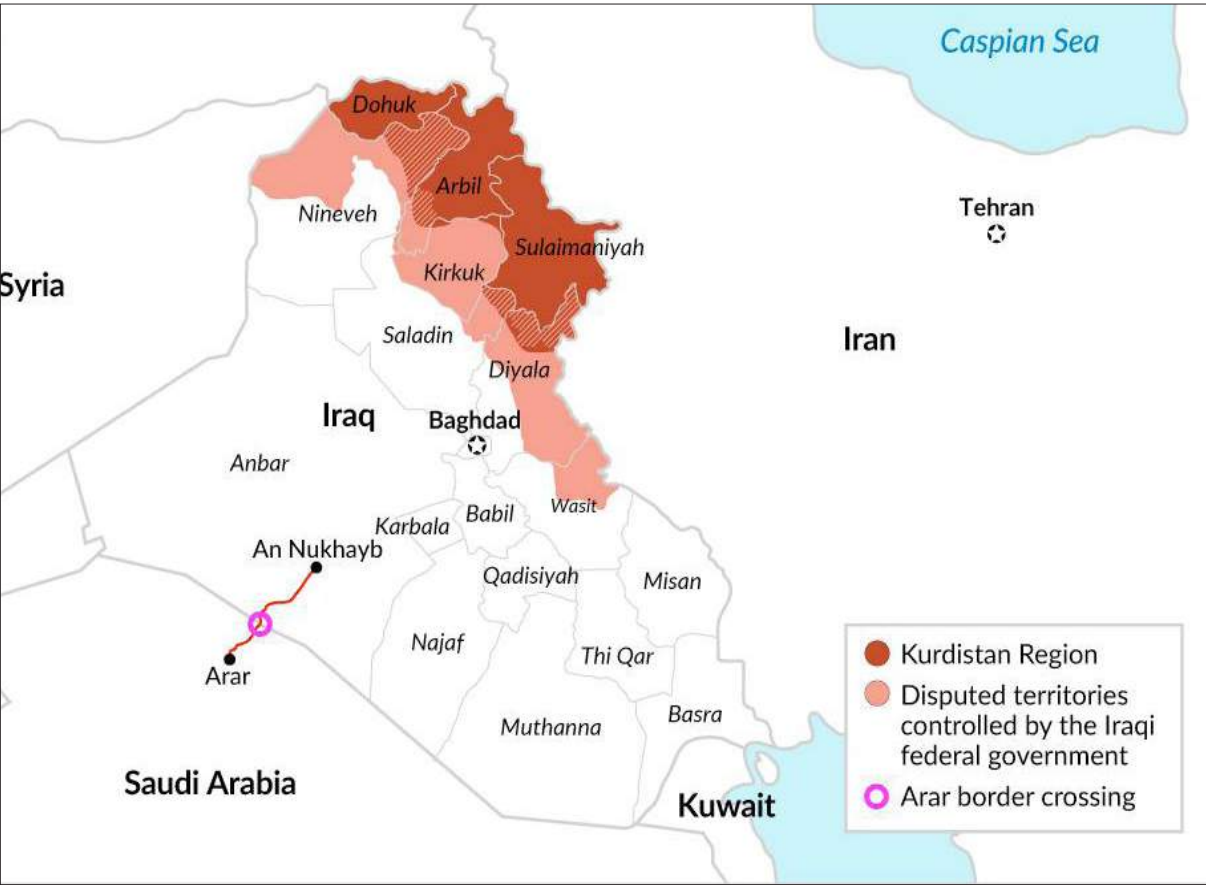 Caspian Sea
Dohuk
Arbil
Tehran
Nineveh
Sulaimaniyah
Kirkuk
Syria
Saladin
Iran
Diyala
Iraq
Baghdad
Anbar
Wasit
Babil
Karbala
An Nukhayb
Qadisiyah
Misan
Najaf
Thi Qar
Arar
Basra
Muthanna
Saudi Arabia
Kuwait
Kurdistan Region
Disputed territories
controlled by the Iraqi
federal government
Arar border crossing